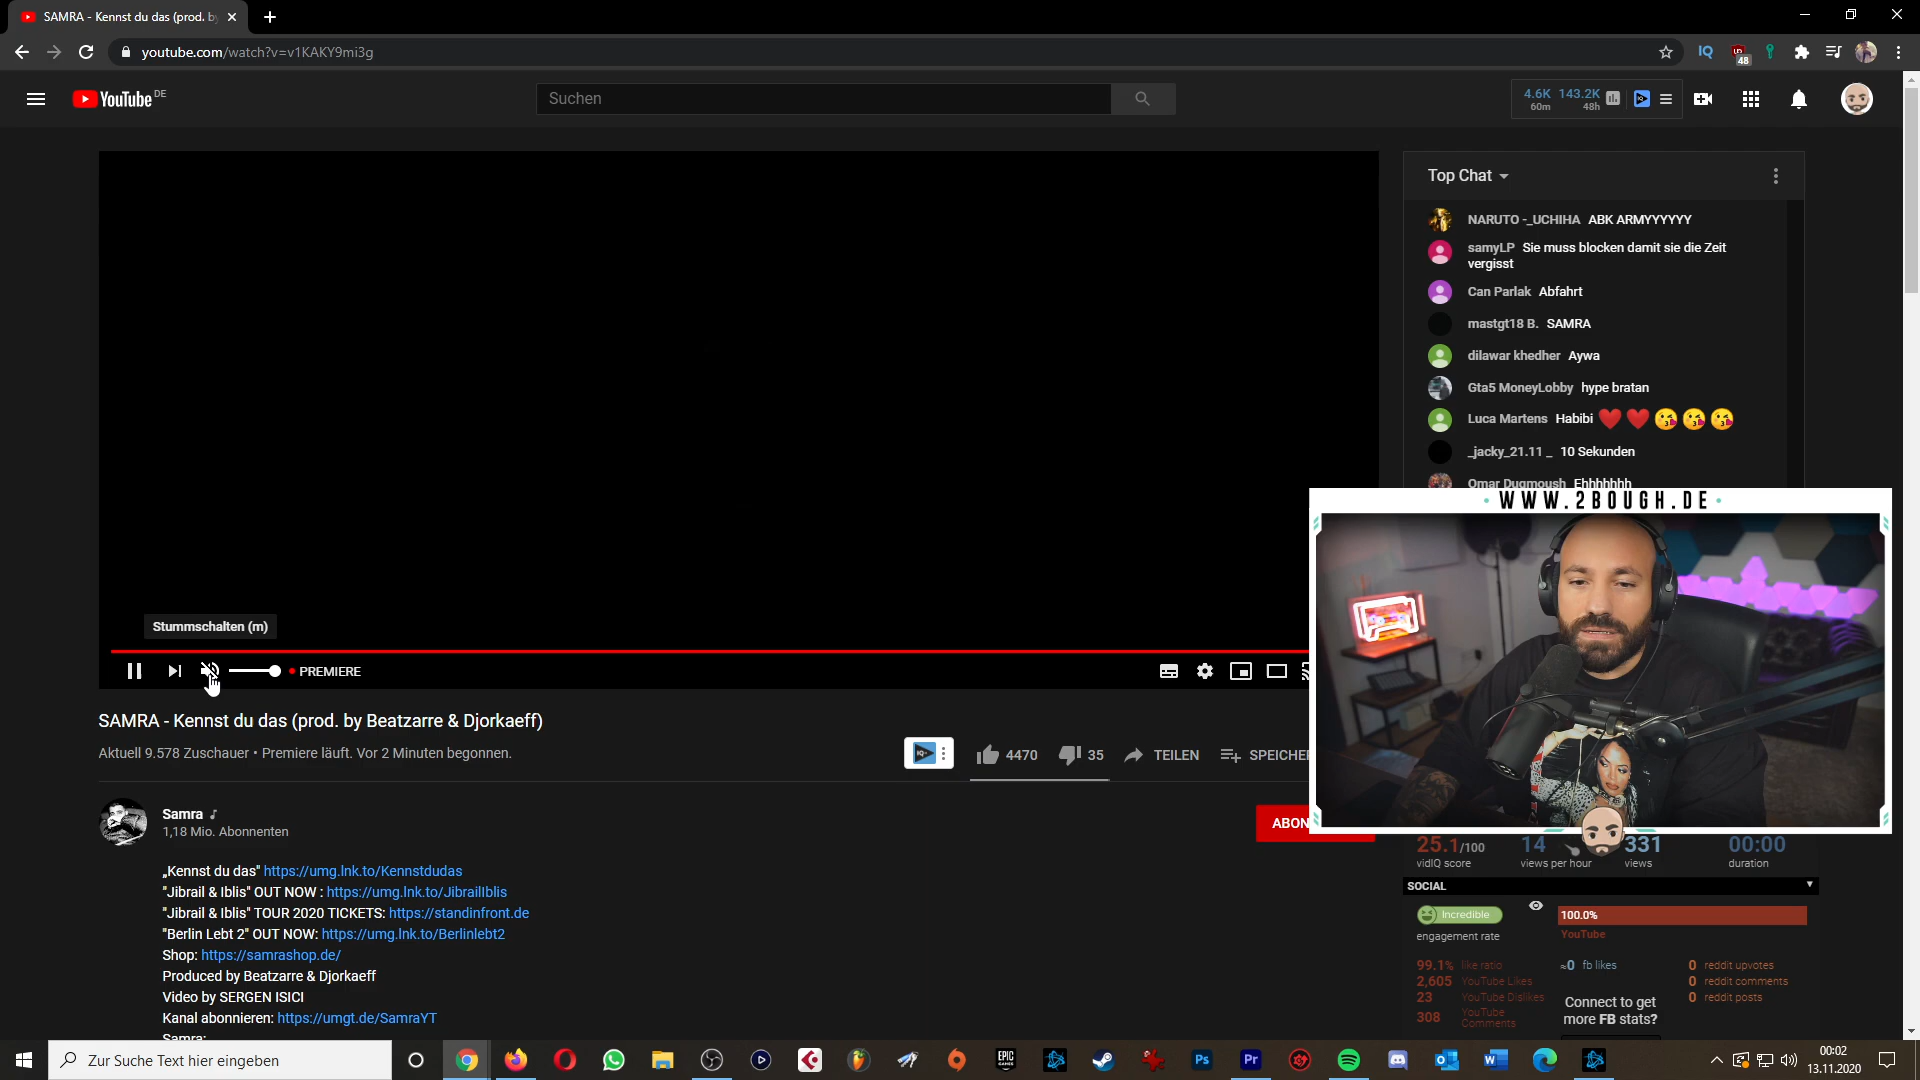 SAMRA - Kennst du das (prod. by
youtube.com/watch?v=v1KAKY9mi3g
48
YouTube DE
Suchen
4.6K 143.2K
60m 48h
Top Chat
NARUTO -_UCHIHA ABK ARMYYYYYY
samyLP Sie muss blocken damit sie die Zeit
vergisst
Can Parlak Abfahrt
mastgt18 B. SAMRA
dilawar khedher Aywa
Gta5 MoneyLobby hype bratan
Luca Martens Habibi
_jacky_21.11 _ 10 Sekunden
Omar Dugmoush Ehhhhhhh
WWW.2BOUGH.DE
Stummschalten (m)
PREMIERE
SAMRA - Kennst du das (prod. by Beatzarre & Djorkaeff)
Aktuell 9.578 Zuschauer • Premiere läuft. Vor 2 Minuten begonnen.
4470 35 TEILEN SPEICHER
Samra
1,18 Mio. Abonnenten
ABON
„Kennst du das" https://umg.lnk.to/Kennstdudas
"Jibrail & Iblis" OUT NOW : https://umg.lnk.to/JibrailIblis
"Jibrail & Iblis" TOUR 2020 TICKETS: https://standinfront.de
"Berlin Lebt 2" OUT NOW: https://umg.lnk.to/Berlinlebt2
Shop: https://samrashop.de/
Produced by Beatzarre & Djorkaeff
Video by SERGEN ISICI
Kanal abonnieren: https://umgt.de/SamraYT
Samra:
25.1/100 14 331 00:00
vidIQ score views per hour views duration
SOCIAL
Incredible 100.0%
engagement rate YouTube
99.1% like ratio ≈0 fb likes 0 reddit upvotes
2,605 YouTube Likes 0 reddit comments
23 YouTube Dislikes 0 reddit posts
308 YouTube Comments
Connect to get
more FB stats?
Zur Suche Text hier eingeben
EPIC GAMES
Ps
Pr
00:02
13.11.2020